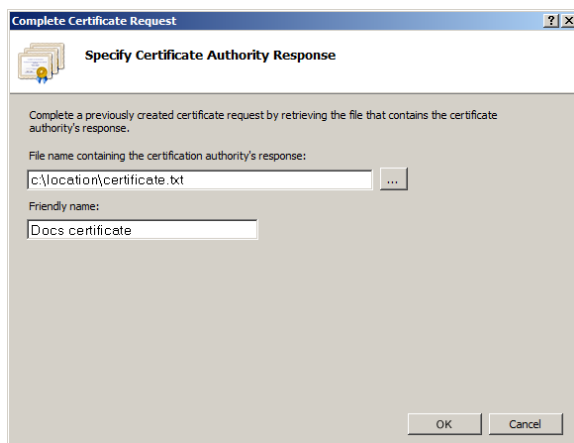 Complete Certificate Request
Specify Certificate Authority Response
Complete a previously created certificate request by retrieving the file that contains the certificate
authority's response.
File name containing the certification authority's response:
c:\location\certificate.txt
...
Friendly name:
Docs certificate
OK Cancel